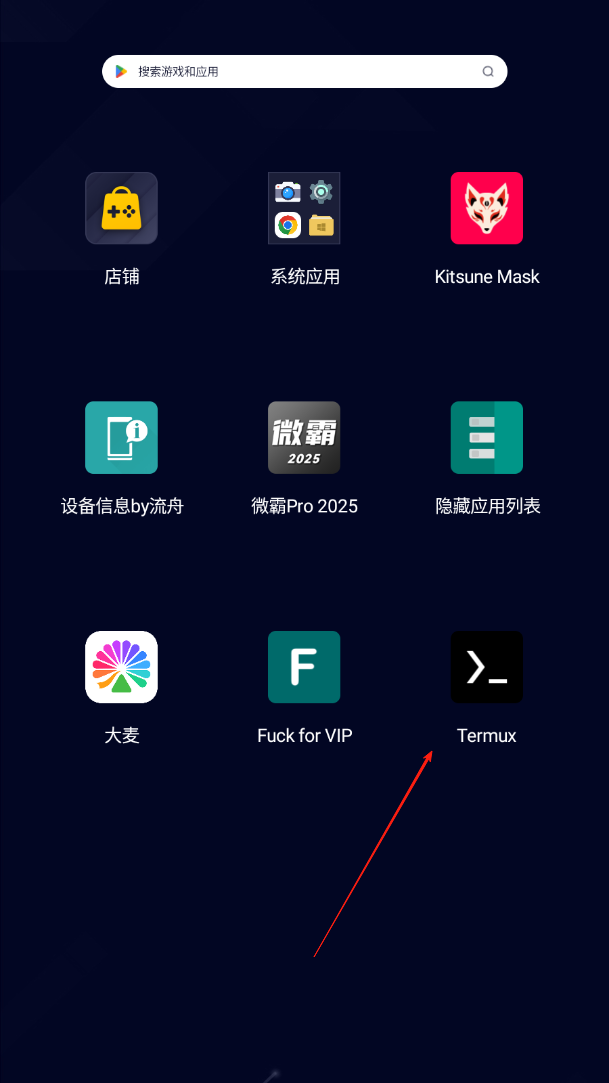 搜索游戏和应用
店铺
系统应用
Kitsune Mask
微霸
2025
设备信息by流舟
微霸Pro 2025
隐藏应用列表
F
大麦
Fuck for VIP
Termux